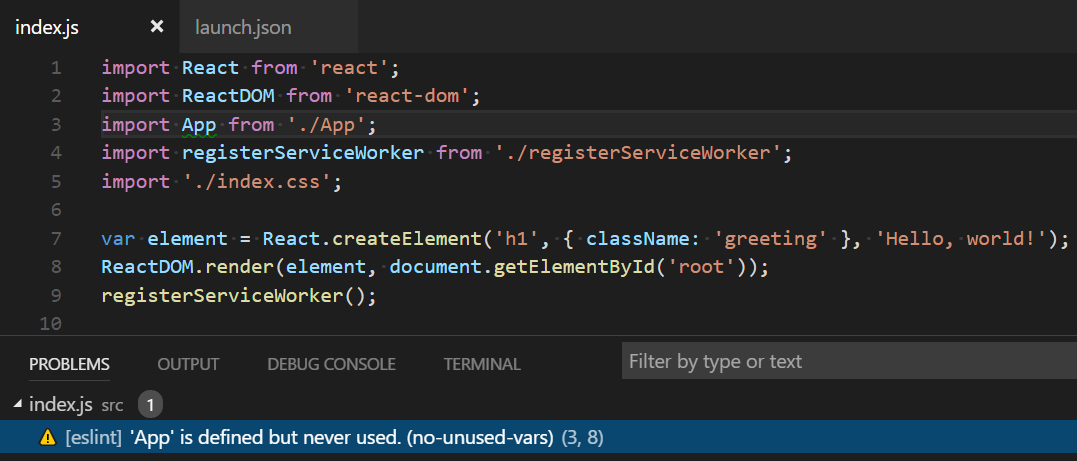 index.js × launch.json
1 import React from 'react';
2 import ReactDOM from 'react-dom';
3 import App from './App';
4 import registerServiceWorker from './registerServiceWorker';
5 import './index.css';
6
7 var element = React.createElement('h1', { className: 'greeting' }, 'Hello, world!');
8 ReactDOM.render(element, document.getElementById('root'));
9 registerServiceWorker();
10
PROBLEMS OUTPUT DEBUG CONSOLE TERMINAL Filter by type or text
index.js src 1
[eslint] 'App' is defined but never used. (no-unused-vars) (3, 8)